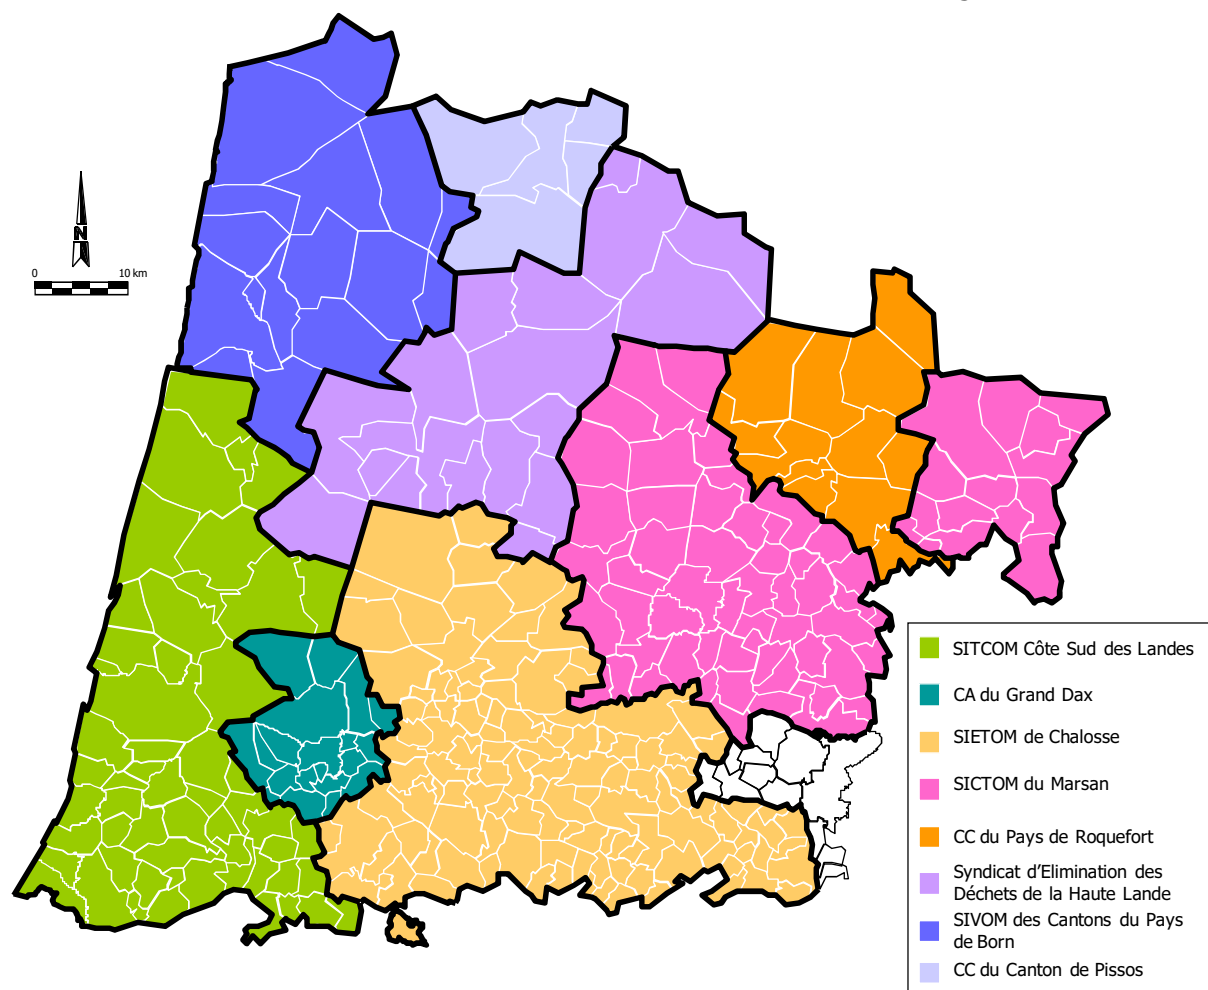 N
0 10 km
SITCOM Côte Sud des Landes
CA du Grand Dax
SIETOM de Chalosse
SICTOM du Marsan
CC du Pays de Roquefort
Syndicat d’Elimination des
Déchets de la Haute Lande
SIVOM des Cantons du Pays
de Born
CC du Canton de Pissos